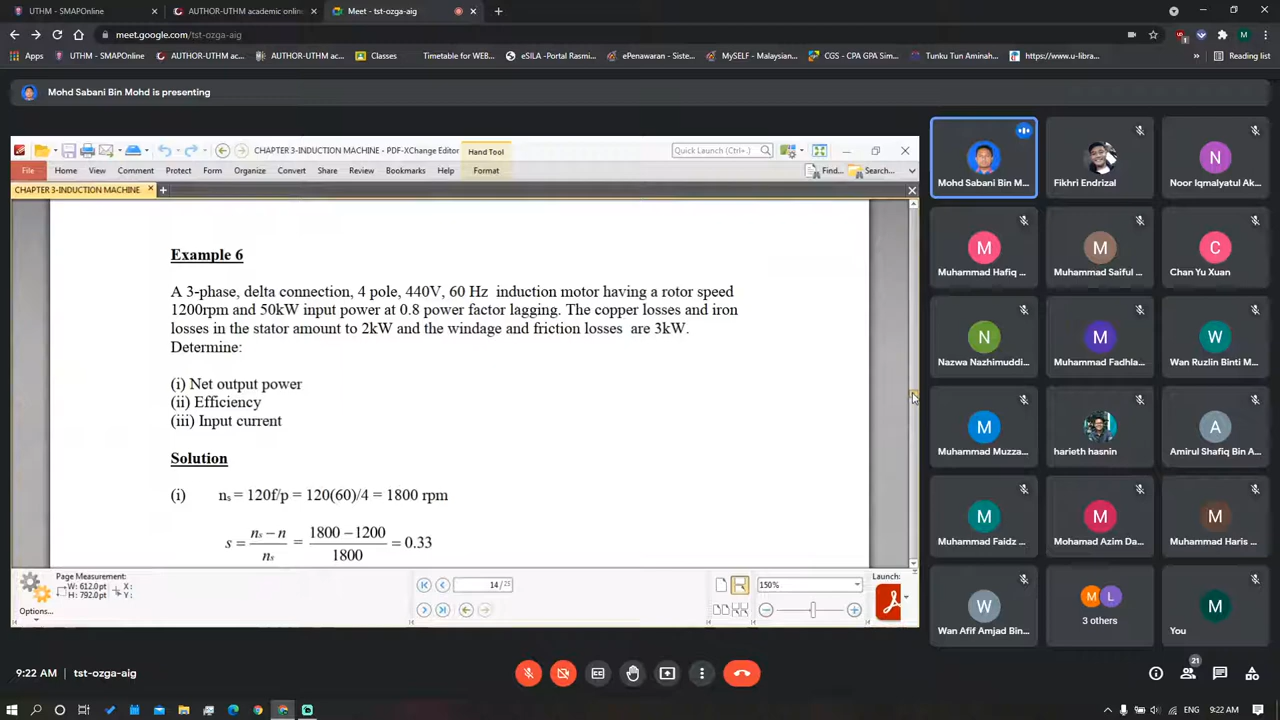 UTHM - SMAPOnline
AUTHOR-UTHM academic onlin
Meet - tst-ozga-aig
meet.google.com/tst-ozga-aig
Apps
UTHM - SMAPOnline
AUTHOR-UTHM ac...
AUTHOR-UTHM aca...
Classes
Timetable for WEB...
eSILA -Portal Rasmi...
ePenawaran - Siste...
MySELF - Malaysian...
CGS - CPA GPA Sim...
Tunku Tun Aminah...
https://www.u-libra...
»
Reading list
Mohd Sabani Bin Mohd is presenting
CHAPTER 3-INDUCTION MACHINE - PDF-XChange Editor
Hand Tool
Quick Launch (Ctrl+.)
File
Home
View
Comment
Protect
Form
Organize
Convert
Share
Review
Bookmarks
Help
Format
Find...
Search...
CHAPTER 3-INDUCTION MACHINE
Example 6
A 3-phase, delta connection, 4 pole, 440V, 60 Hz induction motor having a rotor speed
1200rpm and 50kW input power at 0.8 power factor lagging. The copper losses and iron
losses in the stator amount to 2kW and the windage and friction losses are 3kW.
Determine:
(i) Net output power
(ii) Efficiency
(iii) Input current
Solution
(i) ns = 120f/p = 120(60)/4 = 1800 rpm
s = (ns − n)/ns = (1800 − 1200)/1800 = 0.33
Page Measurement:
W: 612.0 pt
H: 792.0 pt
X:
Y:
Options...
14 / 25
150%
Launch:
Mohd Sabani Bin M...
Fikhri Endrizal
Noor Iqmalyatul Ak...
M
Muhammad Hafiq ...
M
Muhammad Saiful ...
C
Chan Yu Xuan
N
Nazwa Nazhimuddi...
M
Muhammad Fadhla...
W
Wan Ruzlin Binti M...
M
Muhammad Muzza...
harieth hasnin
A
Amirul Shafiq Bin A...
M
Muhammad Faidz ...
M
Mohamad Azim Da...
M
Muhammad Haris ...
W
Wan Afif Amjad Bin...
M L
3 others
M
You
N
9:22 AM
tst-ozga-aig
21
ENG
9:22 AM